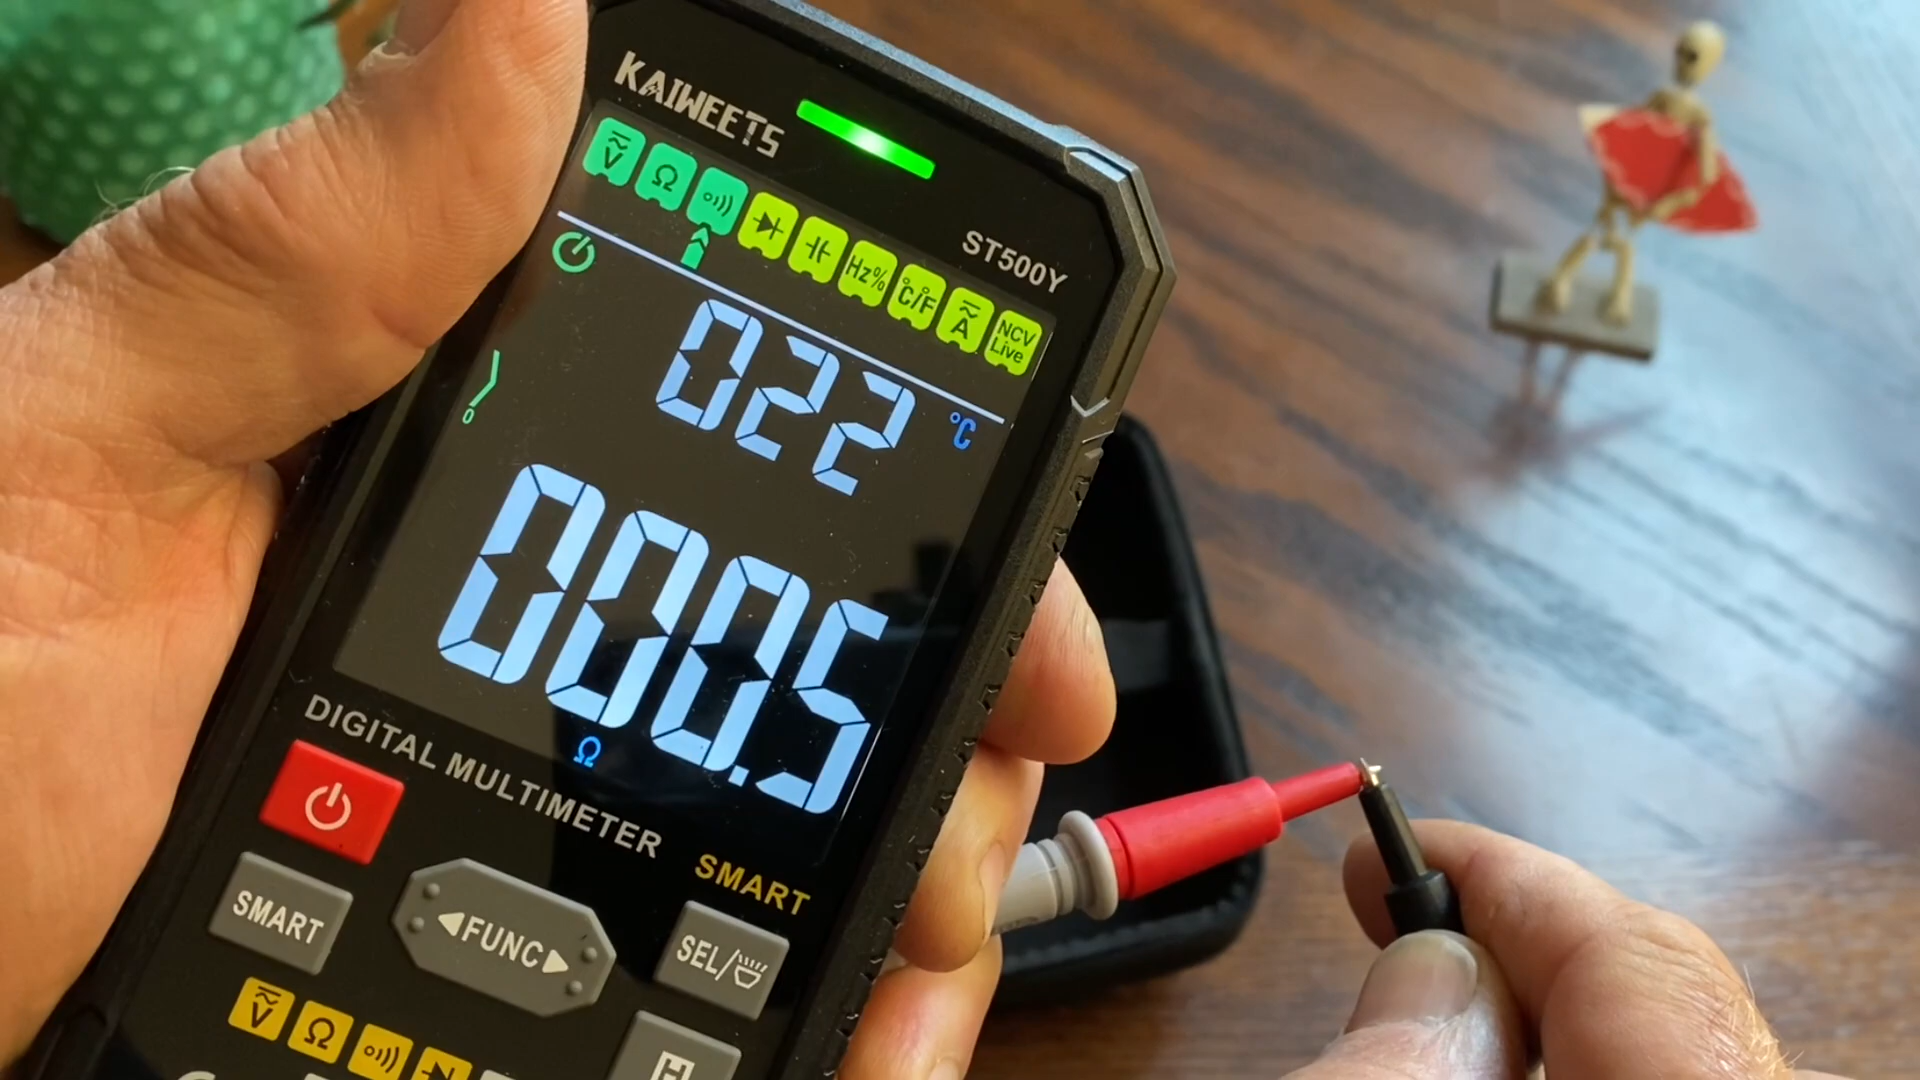 KAIWEETS
ST500Y
V Ω Hz% °C/°F A NCV Live
022 °C
000.5
Ω
DIGITAL MULTIMETER
SMART
SMART
◀FUNC▶
SEL/
V Ω
H